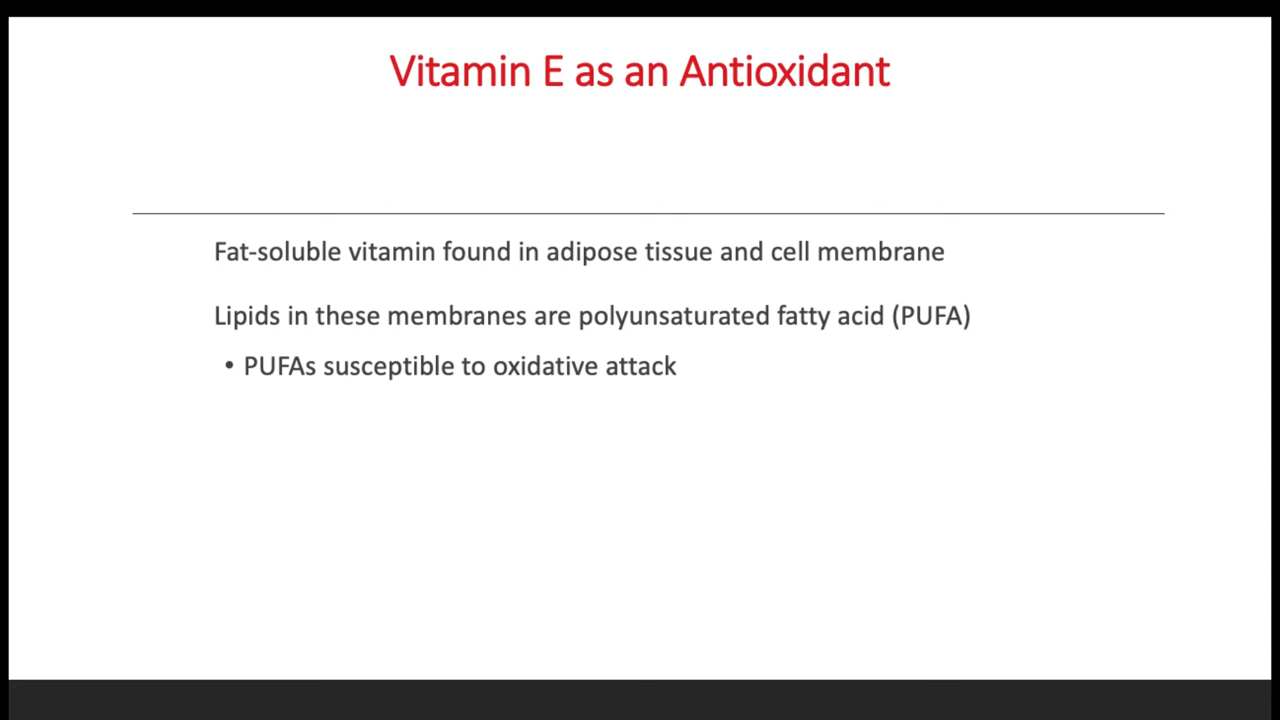 Vitamin E as an Antioxidant
Fat-soluble vitamin found in adipose tissue and cell membrane
Lipids in these membranes are polyunsaturated fatty acid (PUFA)
• PUFAs susceptible to oxidative attack